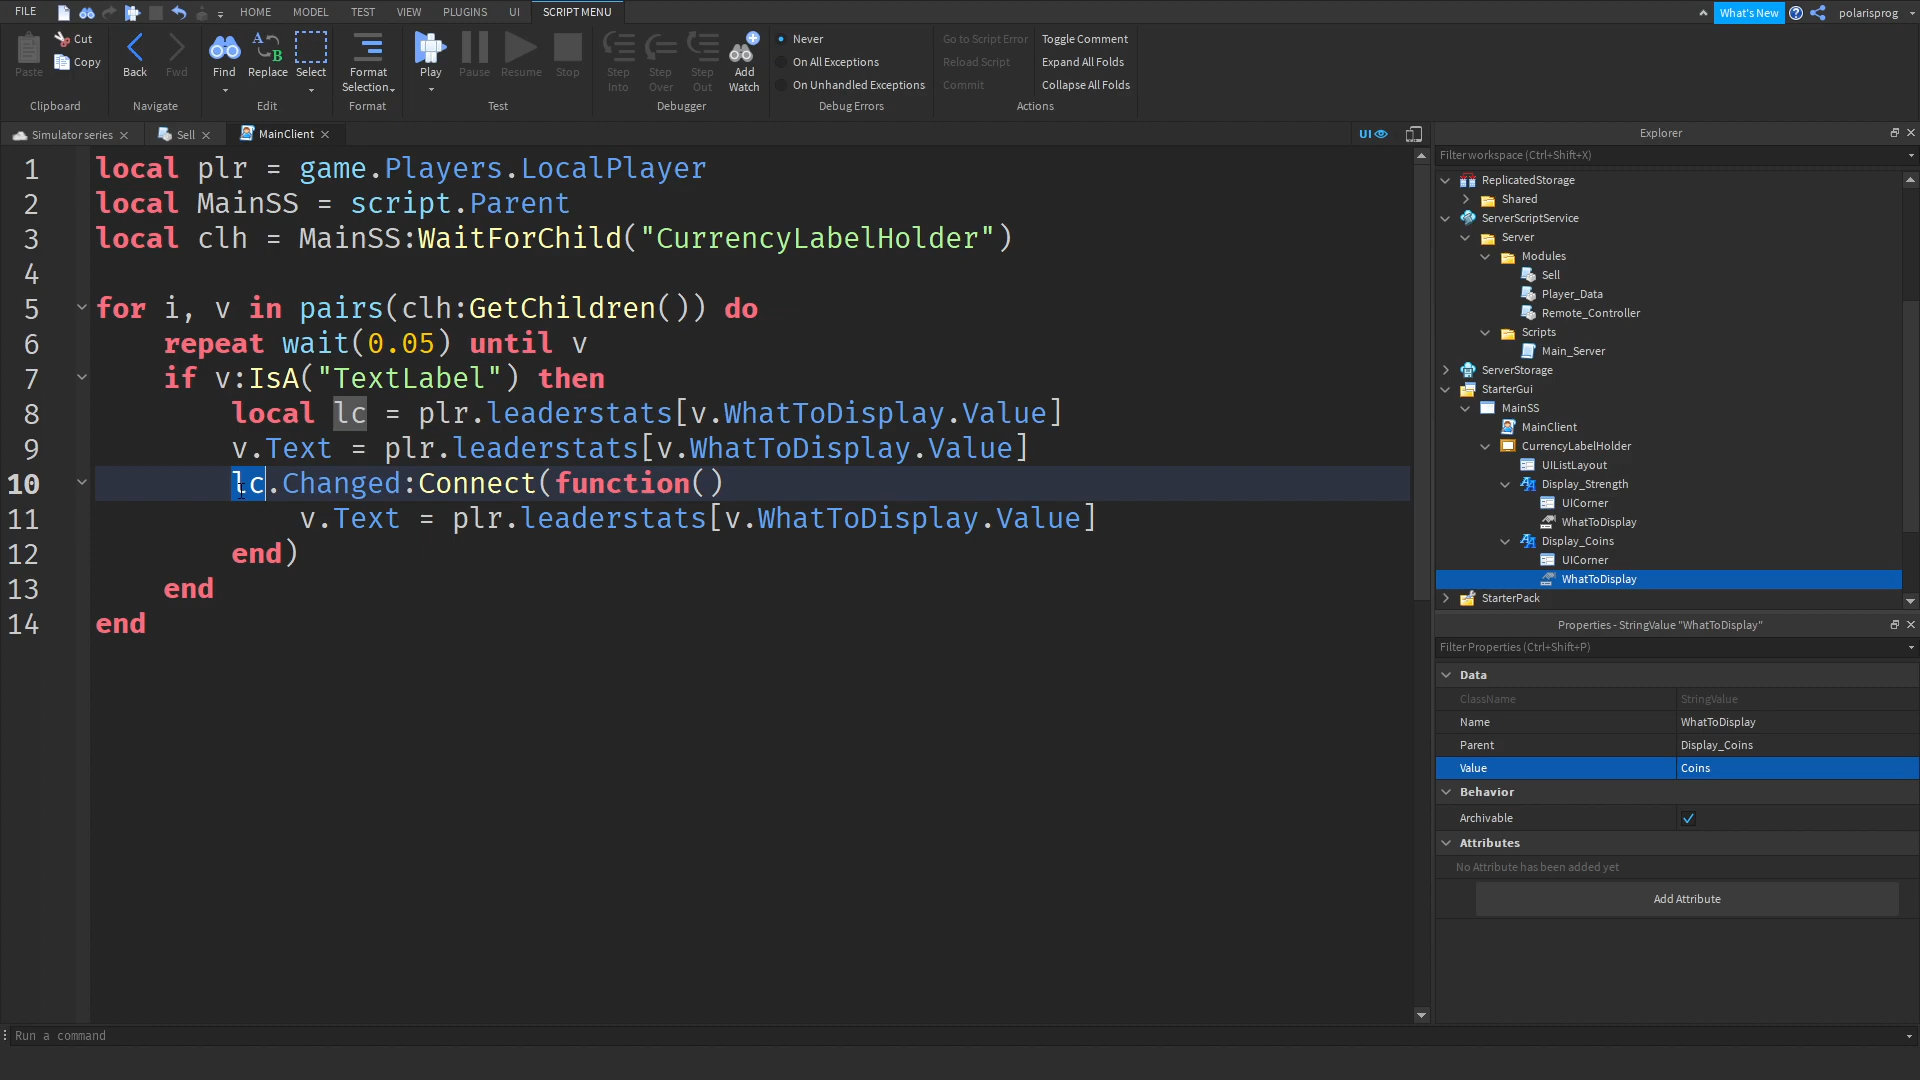 FILE HOME MODEL TEST VIEW PLUGINS UI SCRIPT MENU What's New polarisprog
Paste Cut Copy Clipboard
Back Fwd Navigate
Find Replace Select Edit
Format Selection Format
Play Pause Resume Stop Test
Step Into Step Over Step Out Add Watch Debugger
Never
On All Exceptions
On Unhandled Exceptions
Debug Errors
Go to Script Error Toggle Comment
Reload Script Expand All Folds
Commit Collapse All Folds
Actions
Simulator series Sell MainClient UI
1 local plr = game.Players.LocalPlayer
2 local MainSS = script.Parent
3 local clh = MainSS:WaitForChild("CurrencyLabelHolder")
4
5 for i, v in pairs(clh:GetChildren()) do
6 repeat wait(0.05) until v
7 if v:IsA("TextLabel") then
8 local lc = plr.leaderstats[v.WhatToDisplay.Value]
9 v.Text = plr.leaderstats[v.WhatToDisplay.Value]
10 lc.Changed:Connect(function()
11 v.Text = plr.leaderstats[v.WhatToDisplay.Value]
12 end)
13 end
14 end
Explorer
Filter workspace (Ctrl+Shift+X)
ReplicatedStorage
Shared
ServerScriptService
Server
Modules
Sell
Player_Data
Remote_Controller
Scripts
Main_Server
ServerStorage
StarterGui
MainSS
MainClient
CurrencyLabelHolder
UIListLayout
Display_Strength
UICorner
WhatToDisplay
Display_Coins
UICorner
WhatToDisplay
StarterPack
Properties - StringValue "WhatToDisplay"
Filter Properties (Ctrl+Shift+P)
Data
ClassName StringValue
Name WhatToDisplay
Parent Display_Coins
Value Coins
Behavior
Archivable
Attributes
No Attribute has been added yet
Add Attribute
Run a command